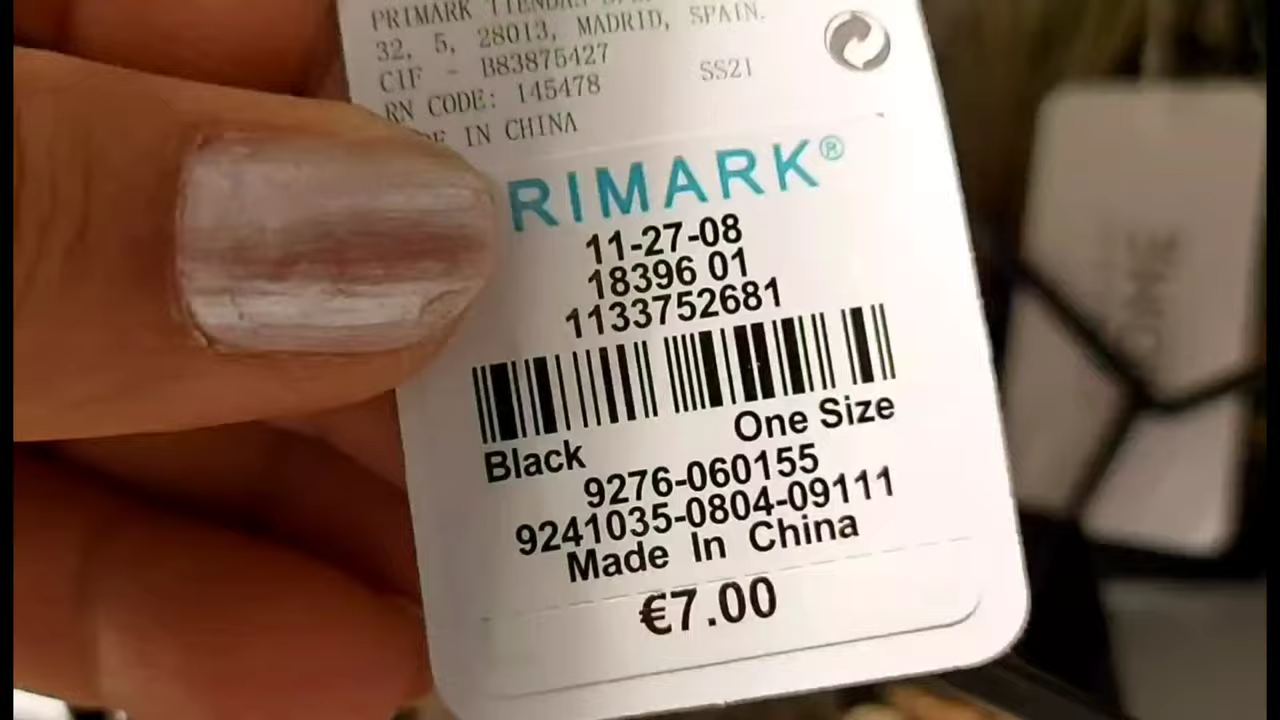 PRIMARK TIENDAS
32, 5, 28013, MADRID, SPAIN.
CIF - B83875427
RN CODE: 145478 SS21
IN CHINA
RIMARK®
11-27-08
18396 01
1133752681
Black One Size
9276-060155
9241035-0804-09111
Made In China
€7.00